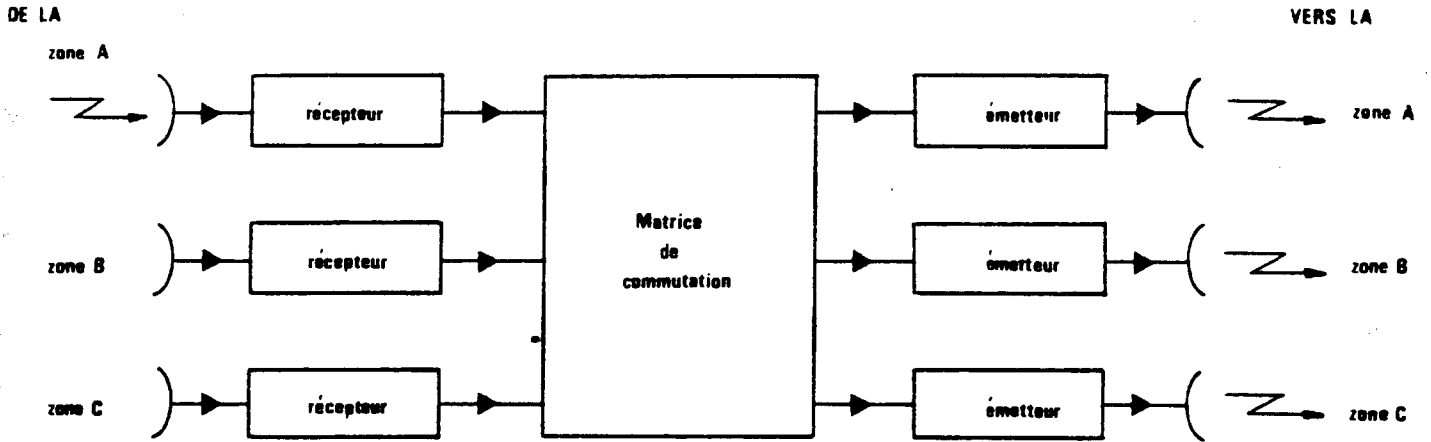 DE LA
VERS LA
zone A
récepteur
émetteur
zone A
Matrice
de
commutation
zone B
récepteur
émetteur
zone B
zone C
récepteur
émetteur
zone C